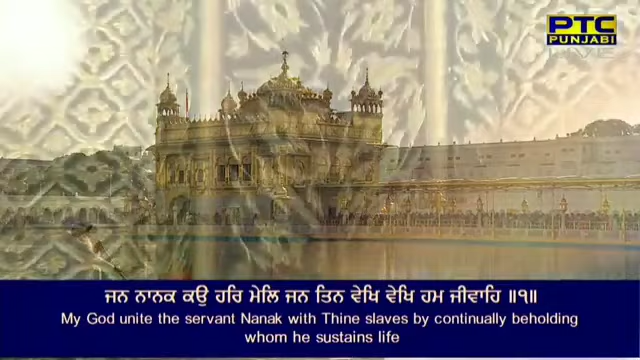 PTC
PUNJABI
LIVE
ਜਨ ਨਾਨਕ ਕਉ ਹਰਿ ਮੇਲਿ ਜਨ ਤਿਨ ਵੇਖਿ ਵੇਖਿ ਹਮ ਜੀਵਾਹਿ ॥੧॥
My God unite the servant Nanak with Thine slaves by continually beholding
whom he sustains life